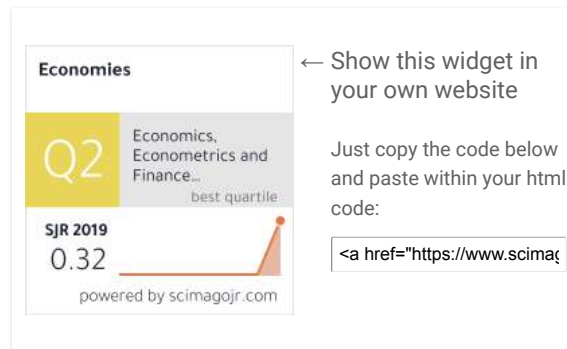 Economies
Q2
Economics,
Econometrics and
Finance...
best quartile
SJR 2019
0.32
powered by scimagojr.com
← Show this widget in
your own website
Just copy the code below
and paste within your html
code:
<a href="https://www.scimag